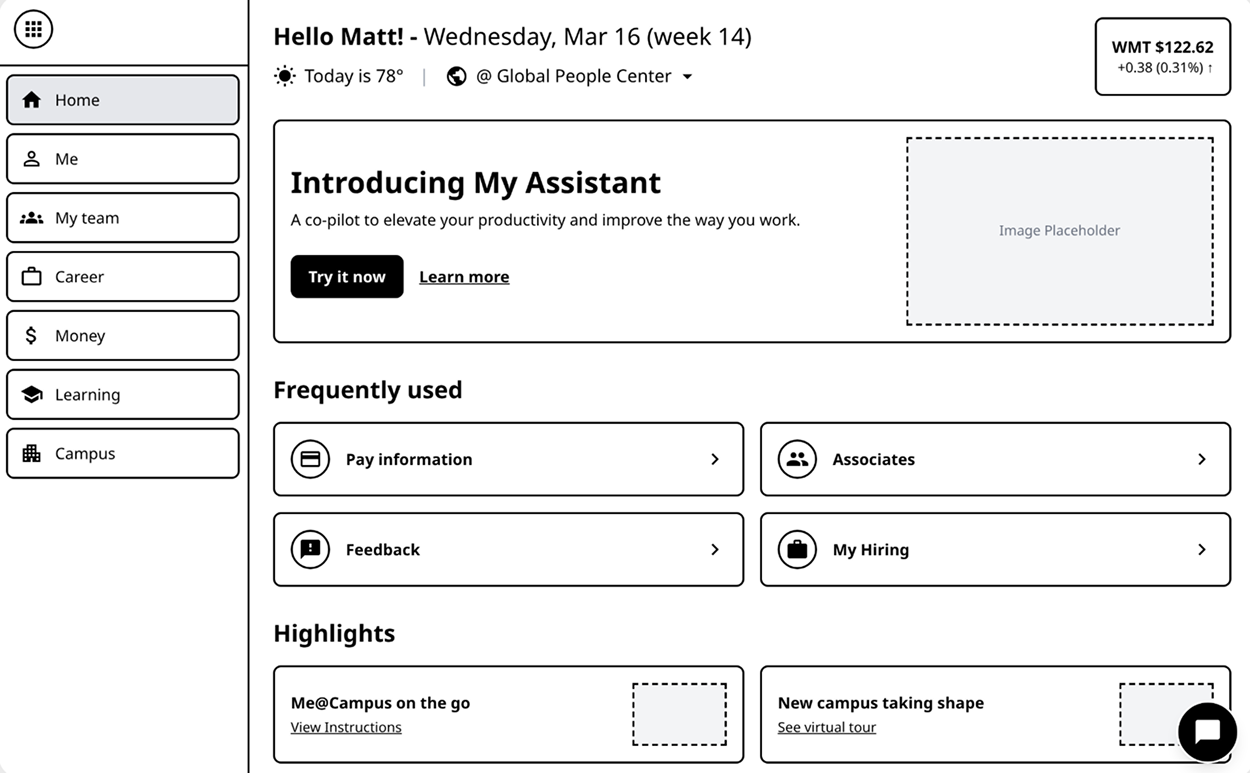 Hello Matt! - Wednesday, Mar 16 (week 14)
Today is 78° | @ Global People Center
WMT $122.62
+0.38 (0.31%) ↑
Home
Me
My team
Career
Money
Learning
Campus
Introducing My Assistant
A co-pilot to elevate your productivity and improve the way you work.
Try it now Learn more
Image Placeholder
Frequently used
Pay information
Associates
Feedback
My Hiring
Highlights
Me@Campus on the go
View Instructions
New campus taking shape
See virtual tour